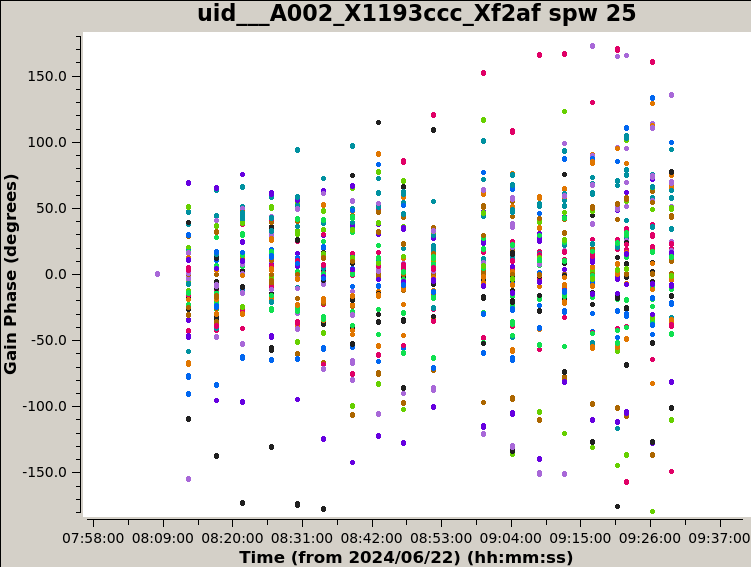 uid___A002_X1193ccc_Xf2af spw 25
Gain Phase (degrees)
150.0
100.0
50.0
0.0
-50.0
-100.0
-150.0
07:58:00 08:09:00 08:20:00 08:31:00 08:42:00 08:53:00 09:04:00 09:15:00 09:26:00 09:37:00
Time (from 2024/06/22) (hh:mm:ss)